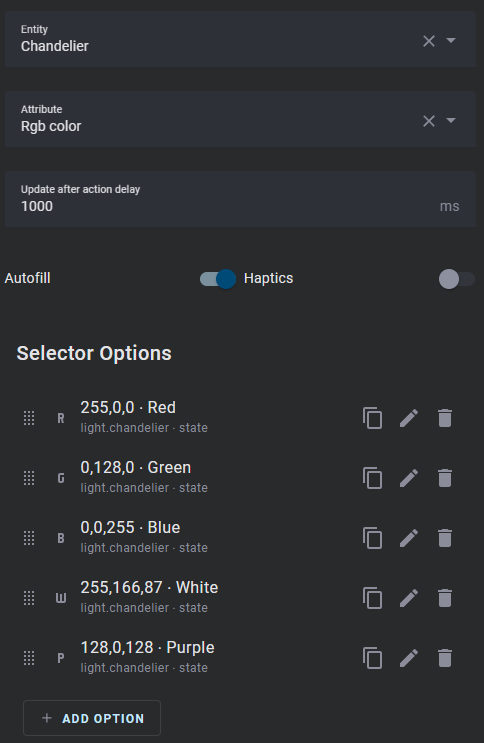 Entity
Chandelier
Attribute
Rgb color
Update after action delay
1000 ms
Autofill Haptics
Selector Options
R 255,0,0 · Red
light.chandelier · state
G 0,128,0 · Green
light.chandelier · state
B 0,0,255 · Blue
light.chandelier · state
W 255,166,87 · White
light.chandelier · state
P 128,0,128 · Purple
light.chandelier · state
+ ADD OPTION